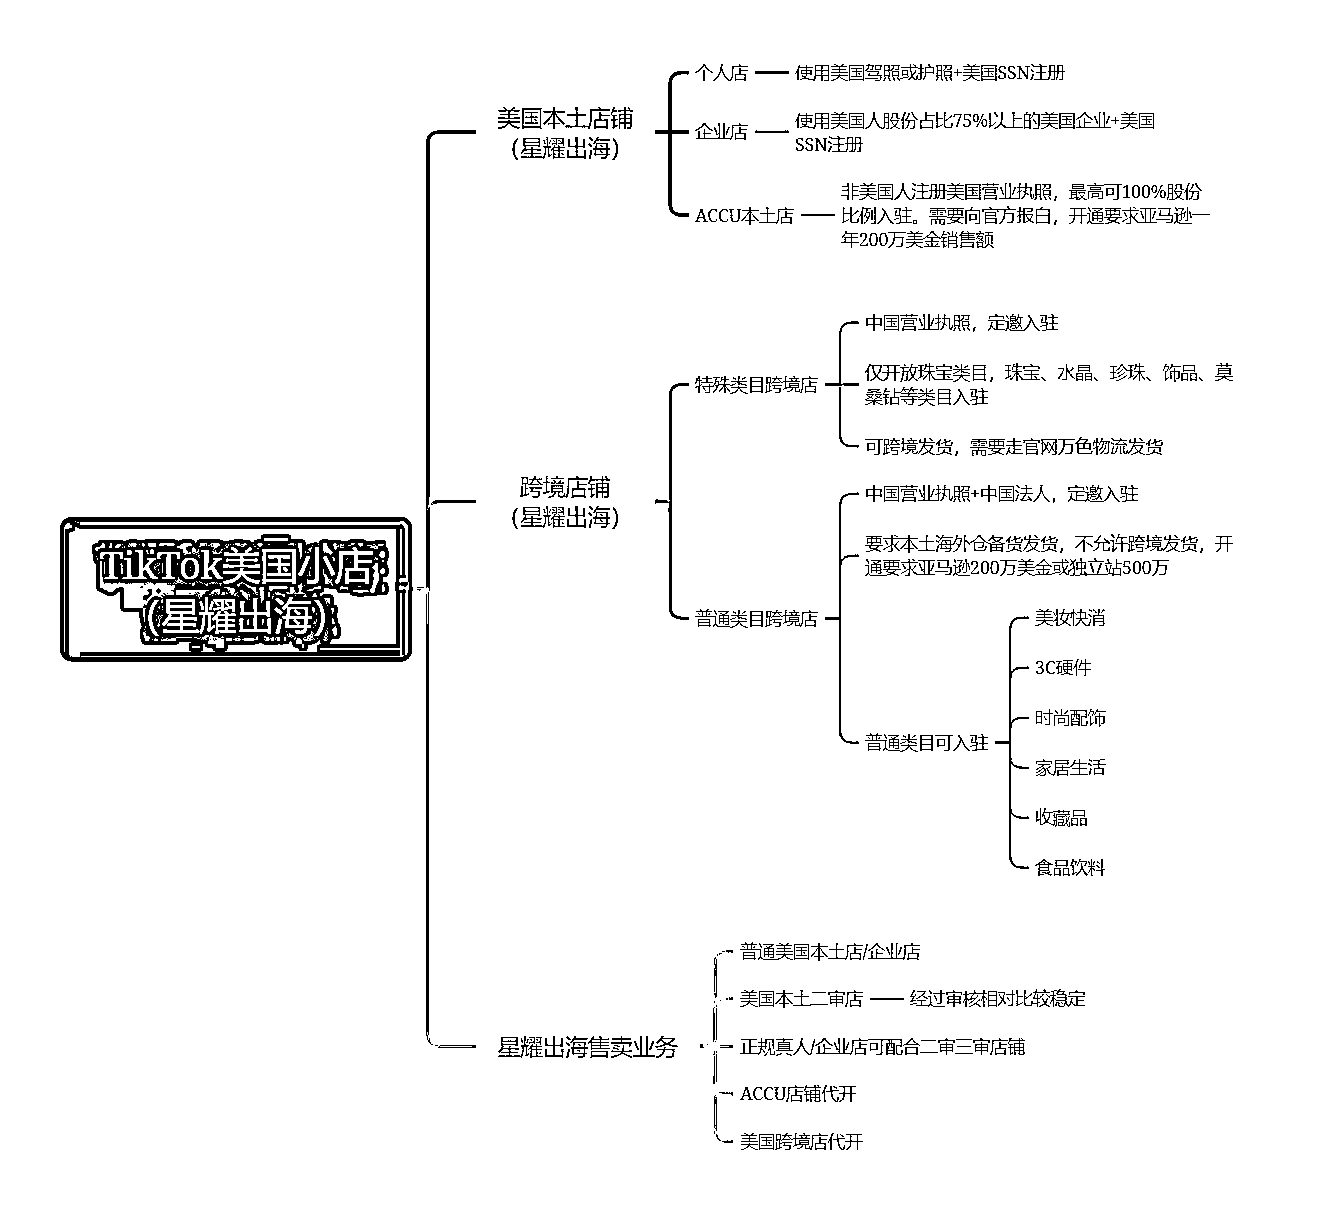 TikTok美国小店
（星耀出海）
美国本土店铺
（星耀出海）
个人店
使用美国驾照或护照+美国SSN注册
企业店
使用美国人股份占比75%以上的美国企业+美国
SSN注册
ACCU本土店
非美国人注册美国营业执照，最高可100%股份
比例入驻。需要向官方报白，开通要求亚马逊一
年200万美金销售额
跨境店铺
（星耀出海）
特殊类目跨境店
中国营业执照，定邀入驻
仅开放珠宝类目，珠宝、水晶、珍珠、饰品、莫
桑钻等类目入驻
可跨境发货，需要走官网万色物流发货
普通类目跨境店
中国营业执照+中国法人，定邀入驻
要求本土海外仓备货发货，不允许跨境发货，开
通要求亚马逊200万美金或独立站500万
普通类目可入驻
美妆快消
3C硬件
时尚配饰
家居生活
收藏品
食品饮料
星耀出海售卖业务
普通美国本土店/企业店
美国本土二审店
经过审核相对比较稳定
正规真人/企业店可配合二审三审店铺
ACCU店铺代开
美国跨境店代开